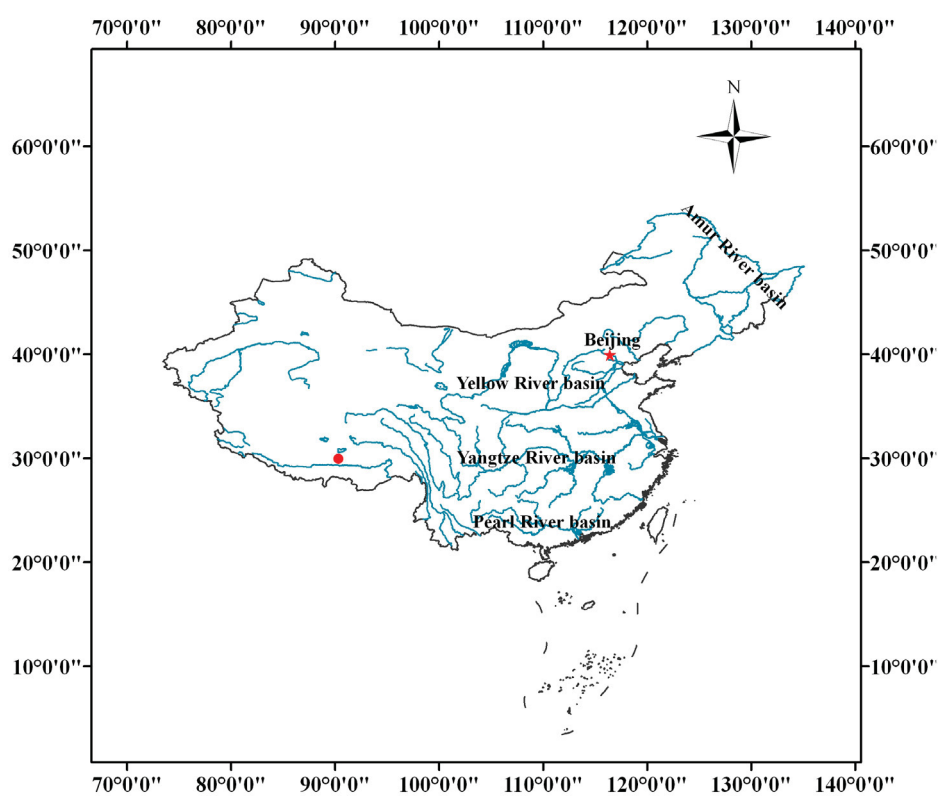 70°0'0" 80°0'0" 90°0'0" 100°0'0" 110°0'0" 120°0'0" 130°0'0" 140°0'0"
N
60°0'0" 60°0'0"
Amur River basin
50°0'0" 50°0'0"
Beijing
40°0'0" 40°0'0"
Yellow River basin
30°0'0" 30°0'0"
Yangtze River basin
Pearl River basin
20°0'0" 20°0'0"
10°0'0" 10°0'0"
70°0'0" 80°0'0" 90°0'0" 100°0'0" 110°0'0" 120°0'0" 130°0'0" 140°0'0"